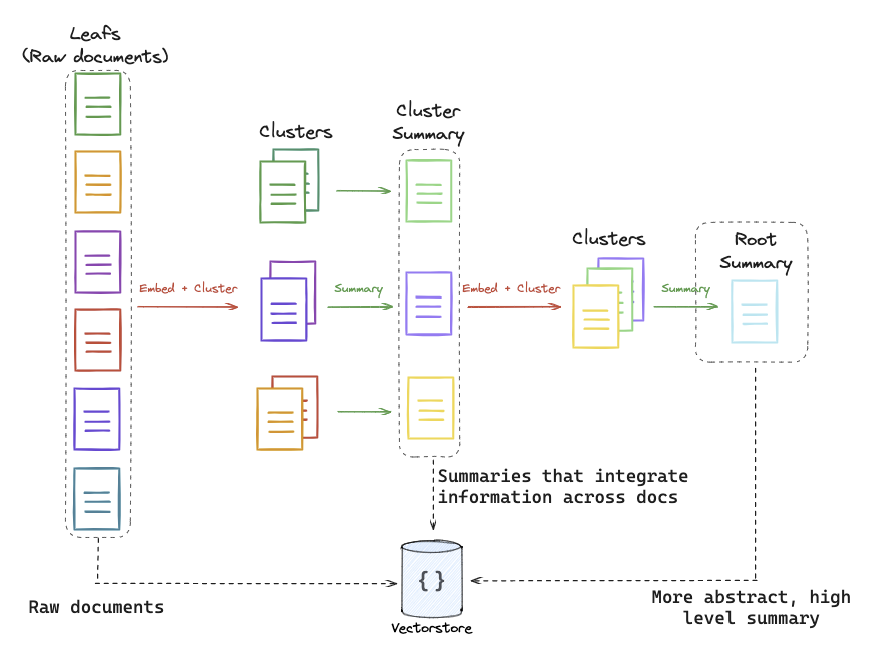 Leafs
(Raw documents)
Cluster
Summary
Clusters
Clusters
Root
Summary
Embed + Cluster
Summary
Embed + Cluster
Summary
Summaries that integrate
information across docs
{}
Raw documents
More abstract, high
level summary
Vectorstore